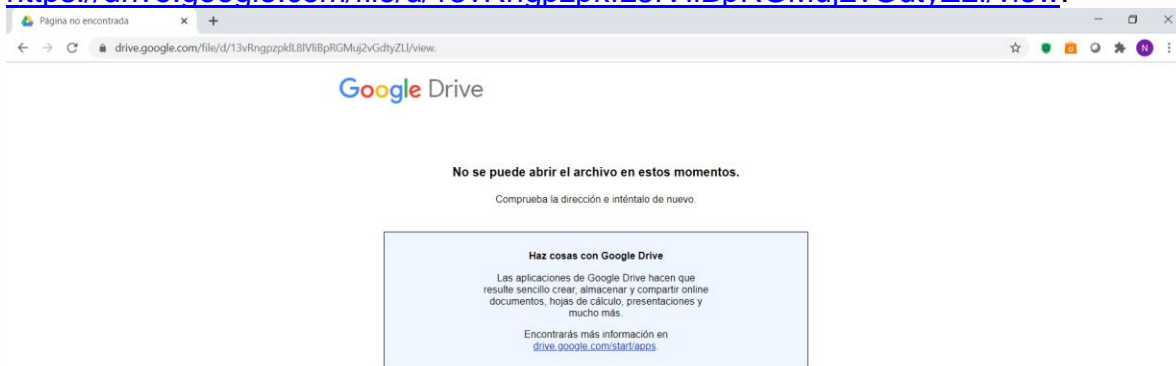 Página no encontrada
drive.google.com/file/d/13vRngpzpklL8lVliBpRGMuj2vGdtyZLl/view.
N
Google Drive
No se puede abrir el archivo en estos momentos.
Comprueba la dirección e inténtalo de nuevo.
Haz cosas con Google Drive
Las aplicaciones de Google Drive hacen que
resulte sencillo crear, almacenar y compartir online
documentos, hojas de cálculo, presentaciones y
mucho más.
Encontrarás más información en
drive.google.com/start/apps.